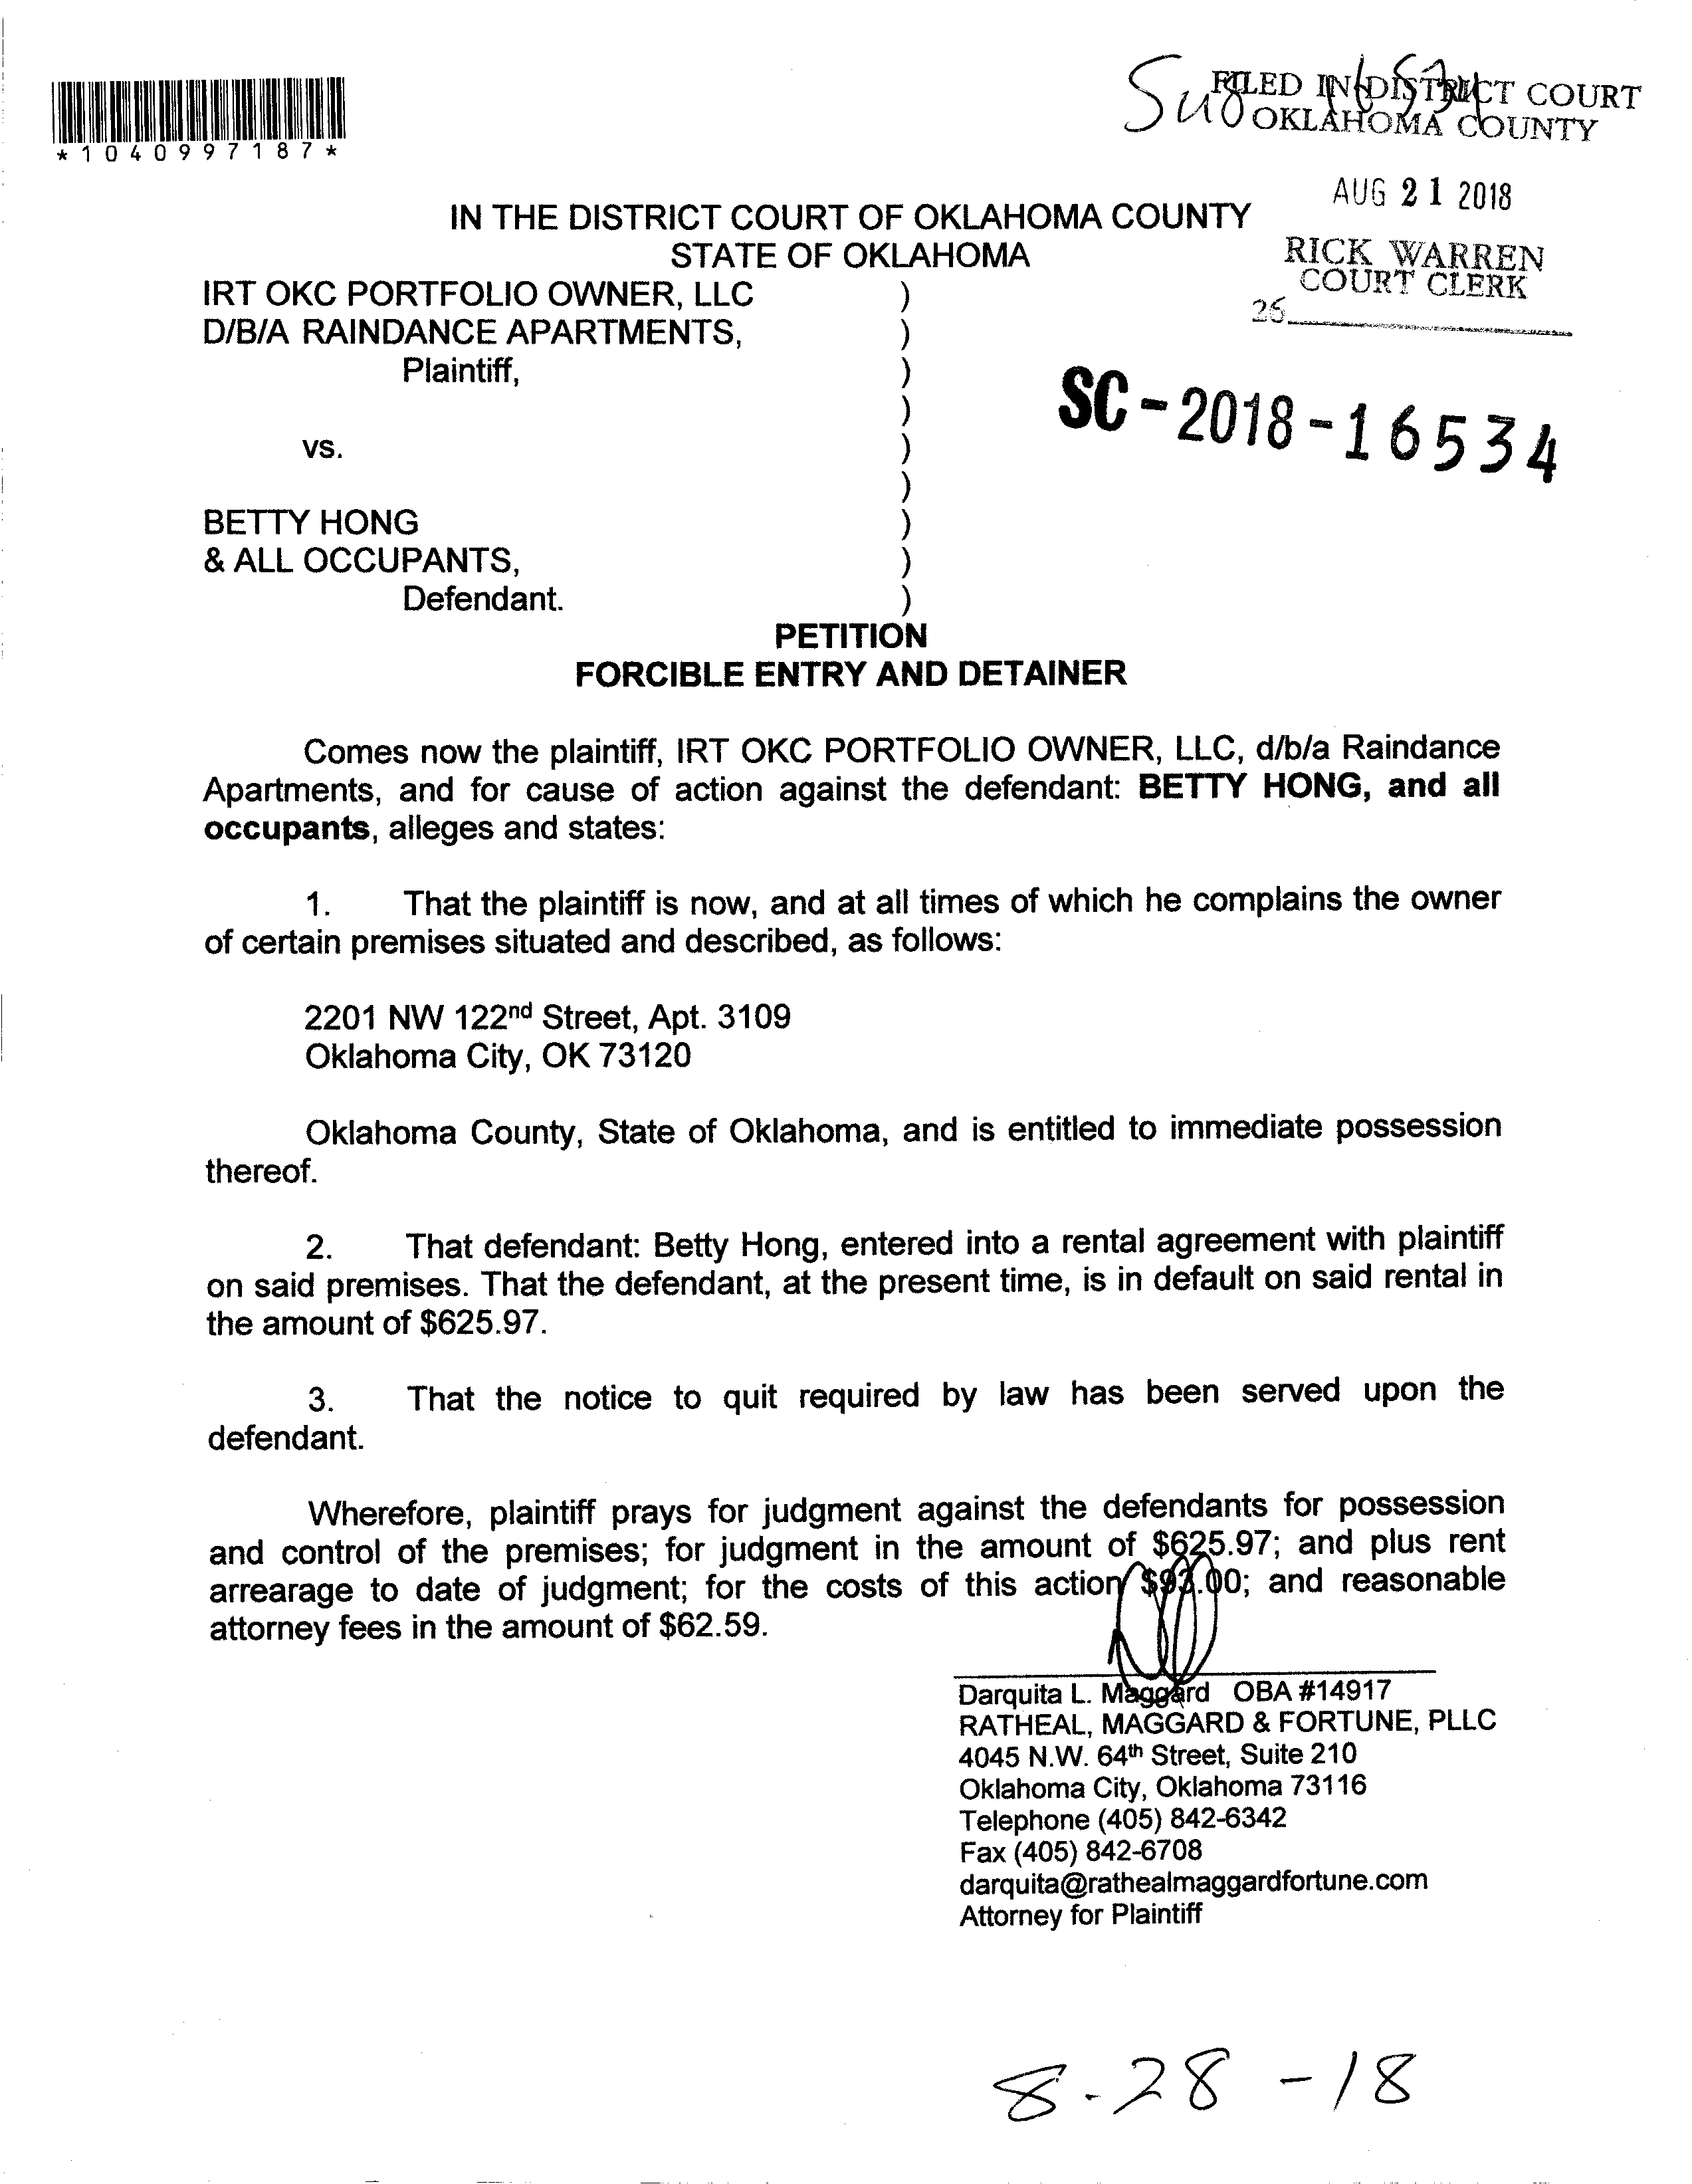 *1040997187*
FILED IN DISTRICT COURT
OKLAHOMA COUNTY
AUG 21 2018
RICK WARREN
COURT CLERK
26
SC-2018-16534
IN THE DISTRICT COURT OF OKLAHOMA COUNTY
STATE OF OKLAHOMA
IRT OKC PORTFOLIO OWNER, LLC )
D/B/A RAINDANCE APARTMENTS, )
Plaintiff, )
)
vs. )
)
BETTY HONG )
& ALL OCCUPANTS, )
Defendant. )
PETITION
FORCIBLE ENTRY AND DETAINER
Comes now the plaintiff, IRT OKC PORTFOLIO OWNER, LLC, d/b/a Raindance
Apartments, and for cause of action against the defendant: BETTY HONG, and all
occupants, alleges and states:
1. That the plaintiff is now, and at all times of which he complains the owner
of certain premises situated and described, as follows:
2201 NW 122nd Street, Apt. 3109
Oklahoma City, OK 73120
Oklahoma County, State of Oklahoma, and is entitled to immediate possession
thereof.
2. That defendant: Betty Hong, entered into a rental agreement with plaintiff
on said premises. That the defendant, at the present time, is in default on said rental in
the amount of $625.97.
3. That the notice to quit required by law has been served upon the
defendant.
Wherefore, plaintiff prays for judgment against the defendants for possession
and control of the premises; for judgment in the amount of $625.97; and plus rent
arrearage to date of judgment; for the costs of this action $93.00; and reasonable
attorney fees in the amount of $62.59.
Darquita L. Maggard OBA #14917
RATHEAL, MAGGARD & FORTUNE, PLLC
4045 N.W. 64th Street, Suite 210
Oklahoma City, Oklahoma 73116
Telephone (405) 842-6342
Fax (405) 842-6708
darquita@rathealmaggardfortune.com
Attorney for Plaintiff
8-28-18